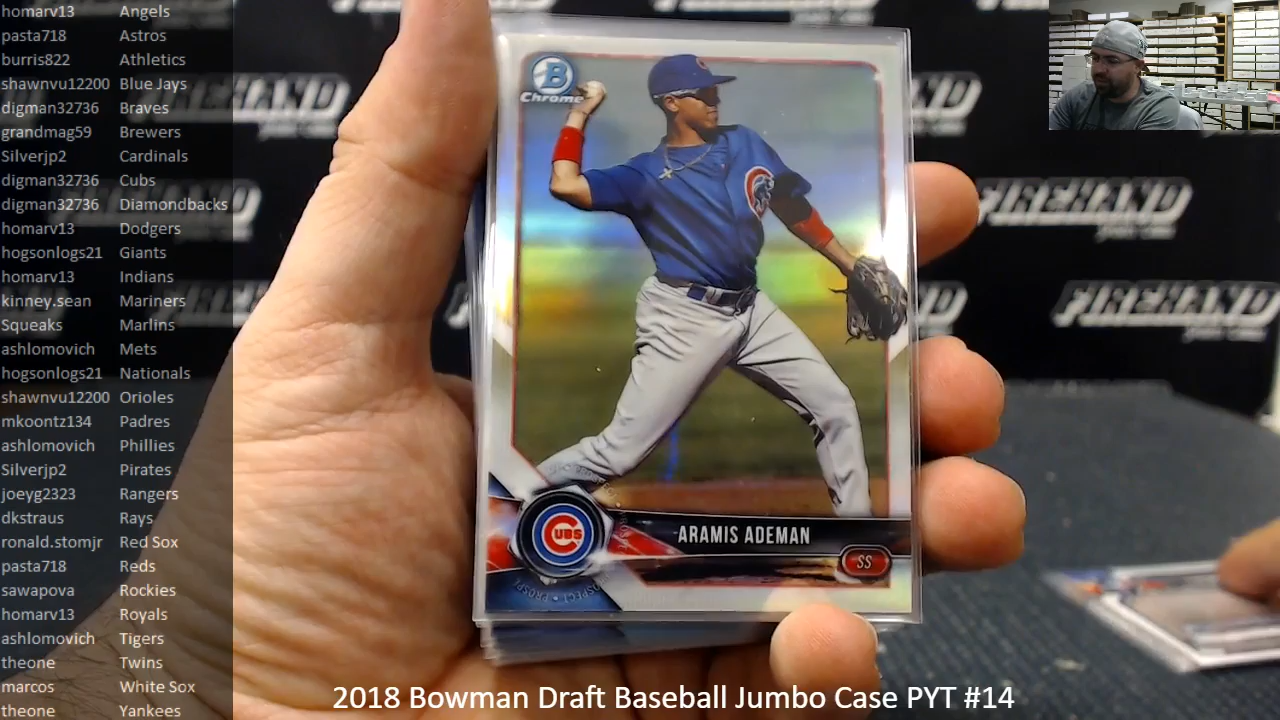 homarv13 Angels
pasta718 Astros
burris822 Athletics
shawnvu12200 Blue Jays
digman32736 Braves
grandmag59 Brewers
Silverjp2 Cardinals
digman32736 Cubs
digman32736 Diamondbacks
homarv13 Dodgers
hogsonlogs21 Giants
homarv13 Indians
kinney.sean Mariners
Squeaks Marlins
ashlomovich Mets
hogsonlogs21 Nationals
shawnvu12200 Orioles
mkoontz134 Padres
ashlomovich Phillies
Silverjp2 Pirates
joeyg2323 Rangers
dkstraus Rays
ronald.stomjr Red Sox
pasta718 Reds
sawapova Rockies
homarv13 Royals
ashlomovich Tigers
theone Twins
marcos White Sox
theone Yankees
B
Chrome
CUBS
ARAMIS ADEMAN
SS
FIREHAND
FIREHAND
2018 Bowman Draft Baseball Jumbo Case PYT #14